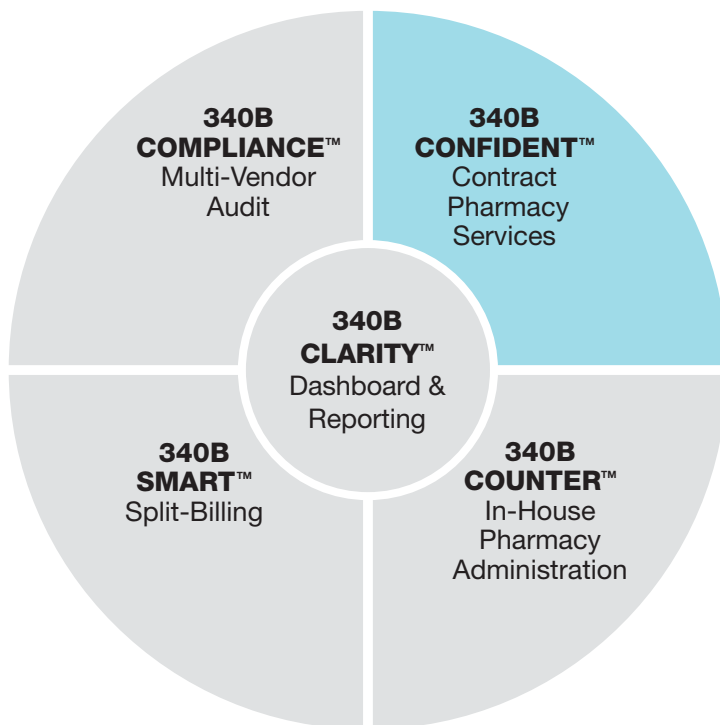 340B
COMPLIANCE™
Multi-Vendor
Audit
340B
CONFIDENT™
Contract
Pharmacy
Services
340B
CLARITY™
Dashboard &
Reporting
340B
SMART™
Split-Billing
340B
COUNTER™
In-House
Pharmacy
Administration